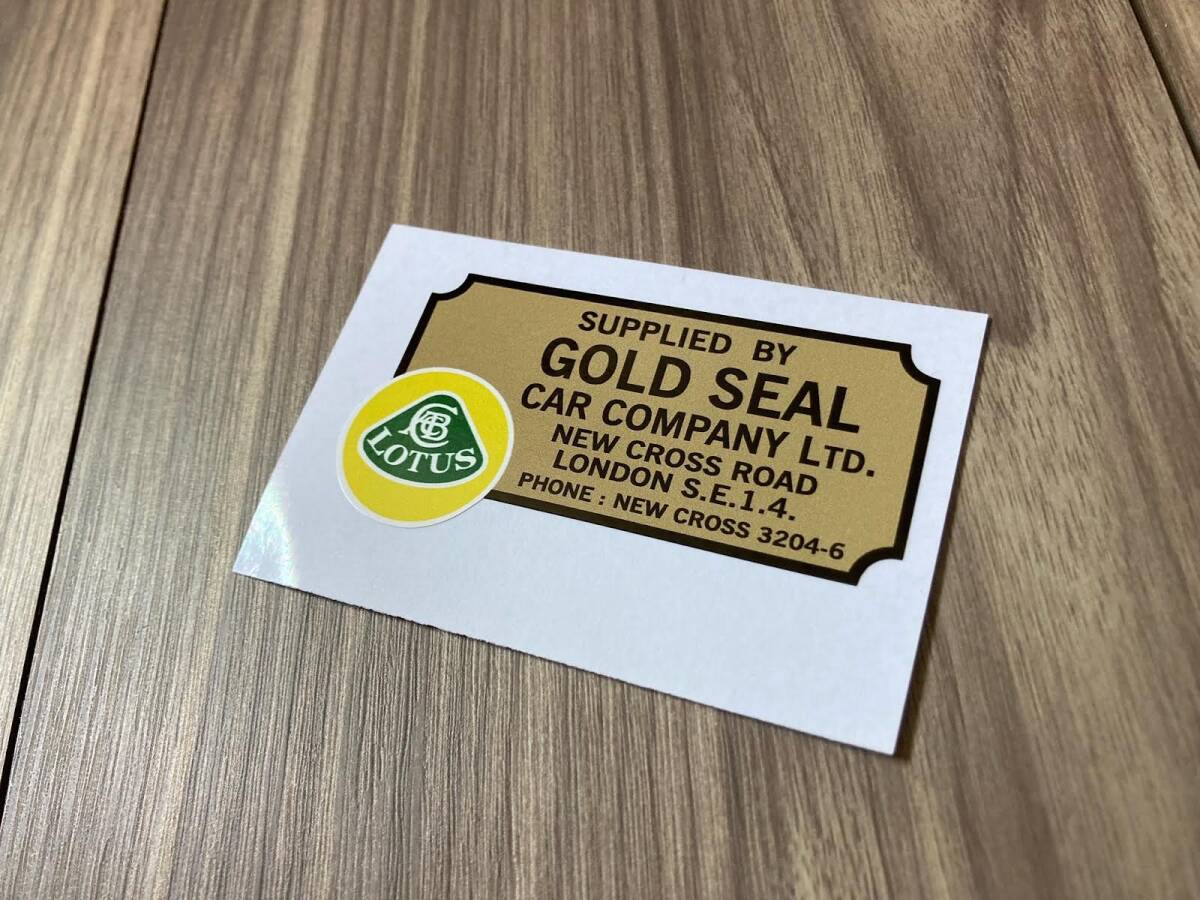 SUPPLIED BY
GOLD SEAL
CAR COMPANY LTD.
NEW CROSS ROAD
LONDON S.E.1.4.
PHONE : NEW CROSS 3204-6
ACBC
LOTUS